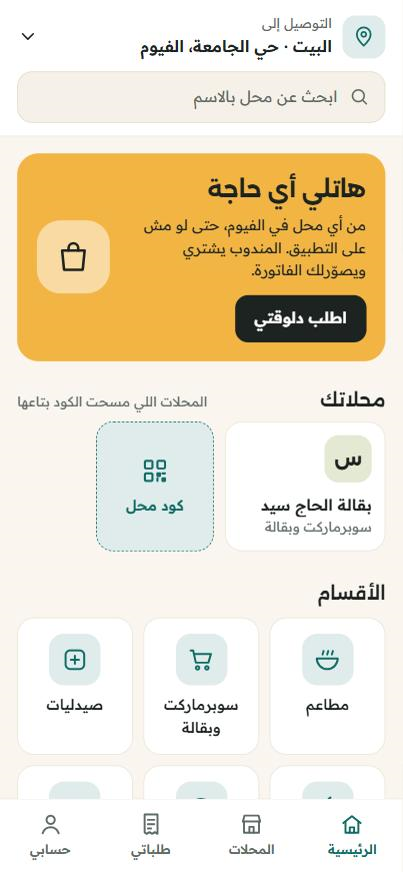 التوصيل إلى
البيت · حي الجامعة، الفيوم
ابحث عن محل بالاسم
هاتلي أي حاجة
من أي محل في الفيوم، حتى لو مش
على التطبيق. المندوب يشتري
ويصوّرلك الفاتورة.
اطلب دلوقتي
محلاتك
المحلات اللي مسحت الكود بتاعها
س
بقالة الحاج سيد
سوبرماركت وبقالة
كود محل
الأقسام
مطاعم
سوبرماركت
وبقالة
صيدليات
الرئيسية
المحلات
طلباتي
حسابي